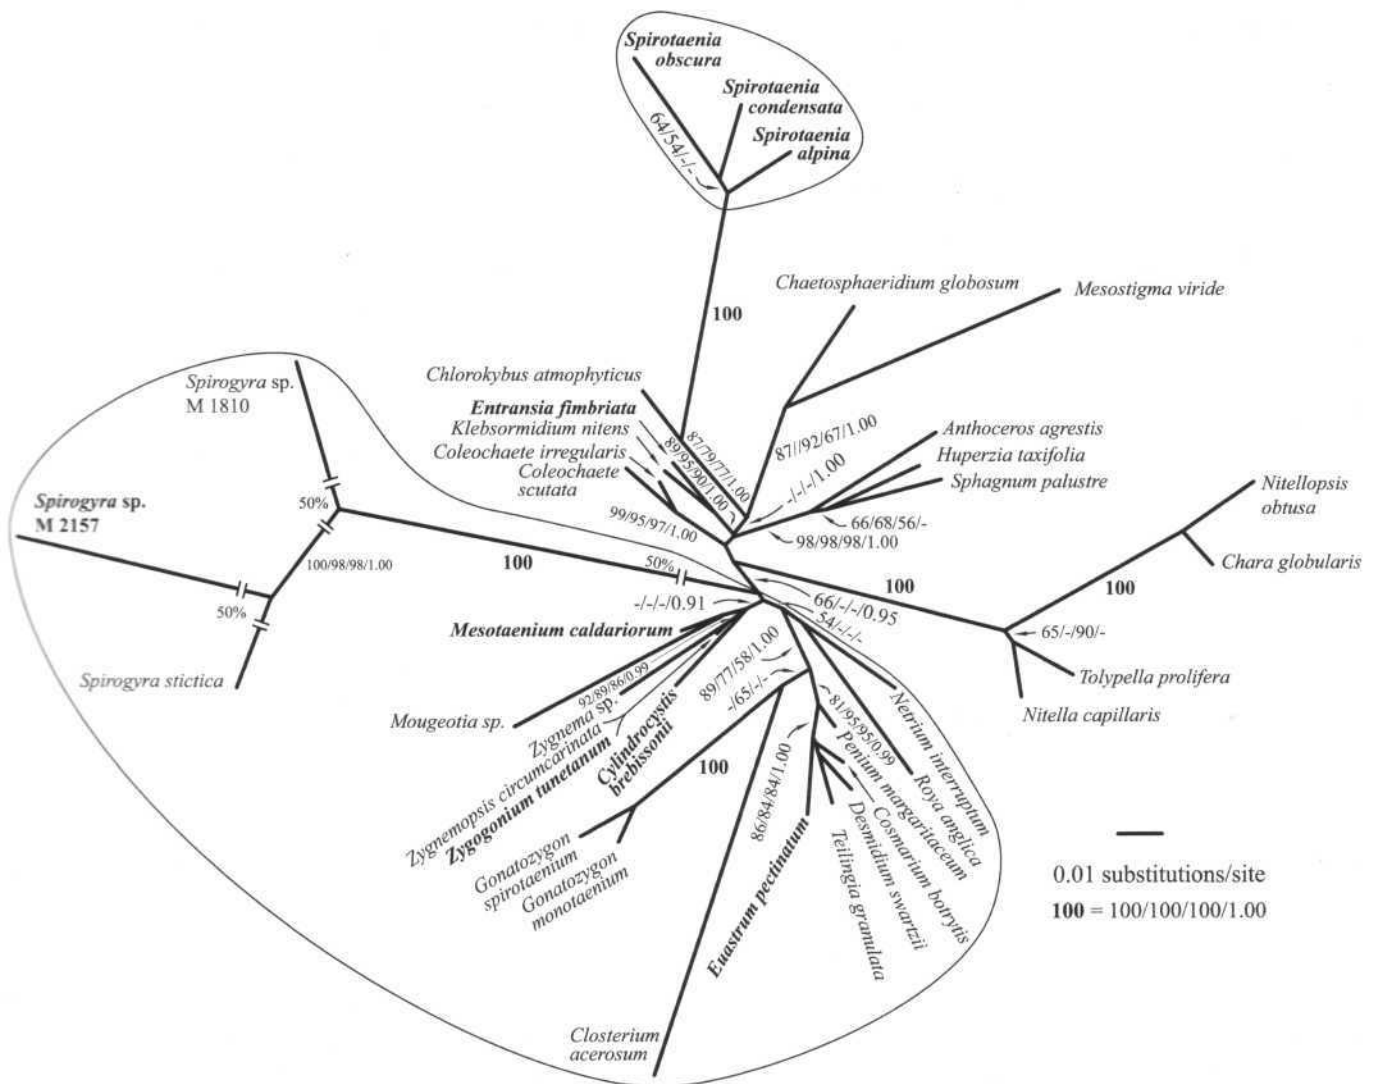 Spirotaenia
obscura
Spirotaenia
condensata
Spirotaenia
alpina
64/54/-/-
100
Chaetosphaeridium globosum
Mesostigma viride
Spirogyra sp.
M 1810
Chlorokybus atmophyticus
Entransia fimbriata
Klebsormidium nitens
Coleochaete irregularis
Coleochaete
scutata
87/79/77/1.00
89/95/90/1.00
99/95/97/1.00
87//92/67/1.00
-/-/-/1.00
Anthoceros agrestis
Huperzia taxifolia
Sphagnum palustre
66/68/56/-
98/98/98/1.00
Nitellopsis
obtusa
Chara globularis
Spirogyra sp.
M 2157
50%
100/98/98/1.00
50%
100
50%
100
100
66/-/-/0.95
54/-/-/-
65/-/90/-
Tolypella prolifera
Nitella capillaris
Spirogyra stictica
-/-/-/0.91
Mesotaenium caldariorum
92/89/86/0.99
Mougeotia sp.
Zygnema sp.
Zygnemopsis circumcarinata
Zygogonium tunetanum
Cylindrocystis
brebissonii
89/77/58/1.00
-/65/-/-
81/95/95/0.99
86/84/84/1.00
100
Gonatozygon
spirotaenium
Gonatozygon
monotaenium
Closterium
acerosum
Euastrum pectinatum
Teilingia granulata
Desmidium swartzii
Cosmarium botrytis
Penium margaritaceum
Roya anglica
Netrium interruptum
0.01 substitutions/site
100 = 100/100/100/1.00